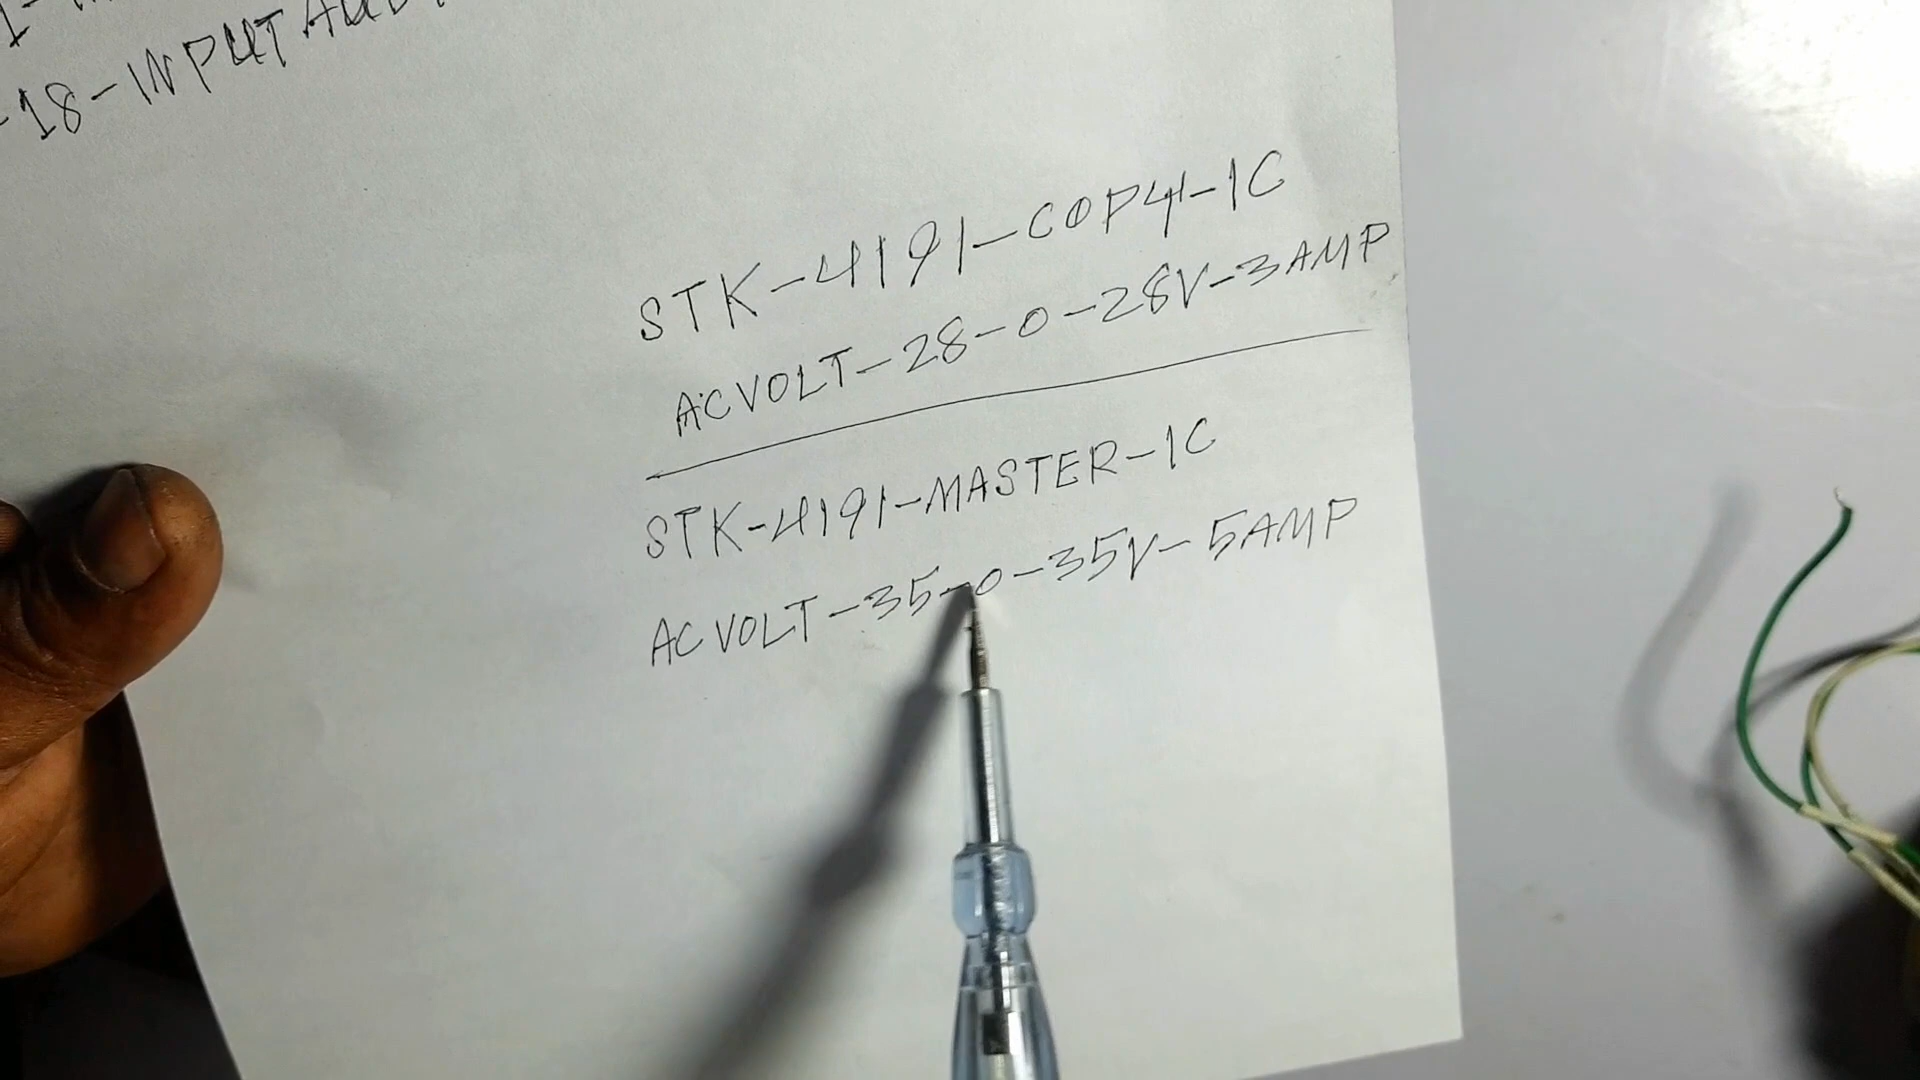 -18-INPUT
STK-4191-COPY-IC
ACVOLT-28-0-28V-3AMP
STK-4191-MASTER-IC
ACVOLT-35-0-35V-5AMP